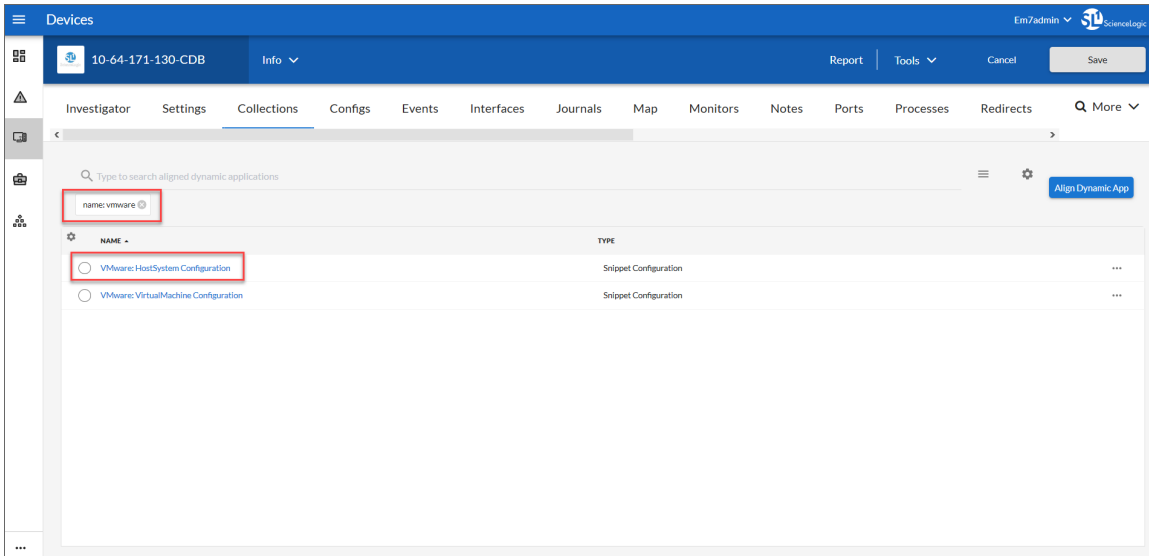 Devices
Em7admin
SL1 ScienceLogic
10-64-171-130-CDB
Info
Report
Tools
Cancel
Save
Investigator Settings Collections Configs Events Interfaces Journals Map Monitors Notes Ports Processes Redirects More
Type to search aligned dynamic applications
Align Dynamic App
name: vmware
NAME TYPE
VMware: HostSystem Configuration Snippet Configuration
VMware: VirtualMachine Configuration Snippet Configuration